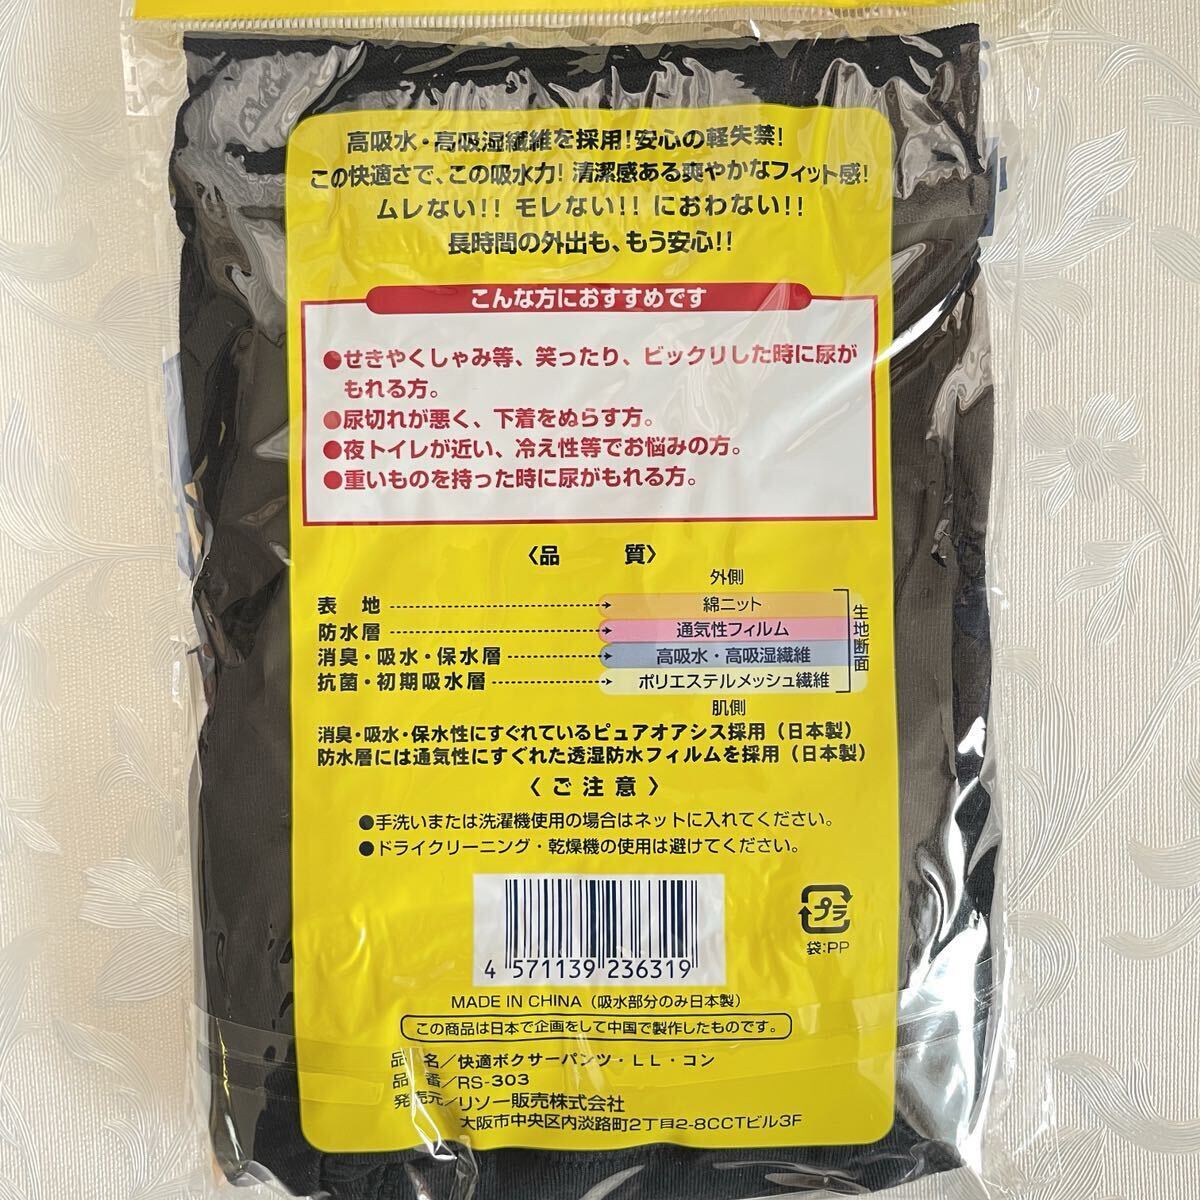 高吸水・高吸湿繊維を採用!安心の軽失禁!
この快適さで、この吸水力! 清潔感ある爽やかなフィット感!
ムレない!! モレない!! におわない!!
長時間の外出も、もう安心!!
こんな方におすすめです
●せきやくしゃみ等、笑ったり、ビックリした時に尿が
もれる方。
●尿切れが悪く、下着をぬらす方。
●夜トイレが近い、冷え性等でお悩みの方。
●重いものを持った時に尿がもれる方。
〈品 質〉
外側
表 地 綿ニット
防水層 通気性フィルム
消臭・吸水・保水層 高吸水・高吸湿繊維
抗菌・初期吸水層 ポリエステルメッシュ繊維
生地断面
肌側
消臭・吸水・保水性にすぐれているピュアオアシス採用(日本製)
防水層には通気性にすぐれた透湿防水フィルムを採用(日本製)
〈ご注意〉
●手洗いまたは洗濯機使用の場合はネットに入れてください。
●ドライクリーニング・乾燥機の使用は避けてください。
プラ
袋:PP
4 571139 236319
MADE IN CHINA(吸水部分のみ日本製)
この商品は日本で企画をして中国で製作したものです。
品 名/快適ボクサーパンツ・LL・コン
品 番/RS-303
発売元/リソー販売株式会社
大阪市中央区内淡路町2丁目2-8CCTビル3F